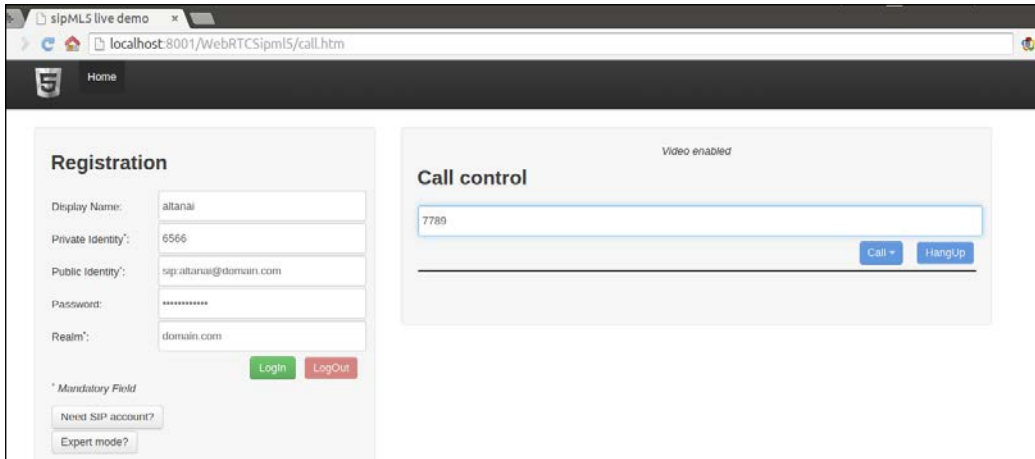 sipML5 live demo
localhost:8001/WebRTCSipml5/call.htm
Home
Registration
Display Name: altanai
Private Identity*: 6566
Public Identity*: sip:altanai@domain.com
Password: ••••••••••••
Realm*: domain.com
LogIn LogOut
* Mandatory Field
Need SIP account?
Expert mode?
Video enabled
Call control
7789
Call HangUp